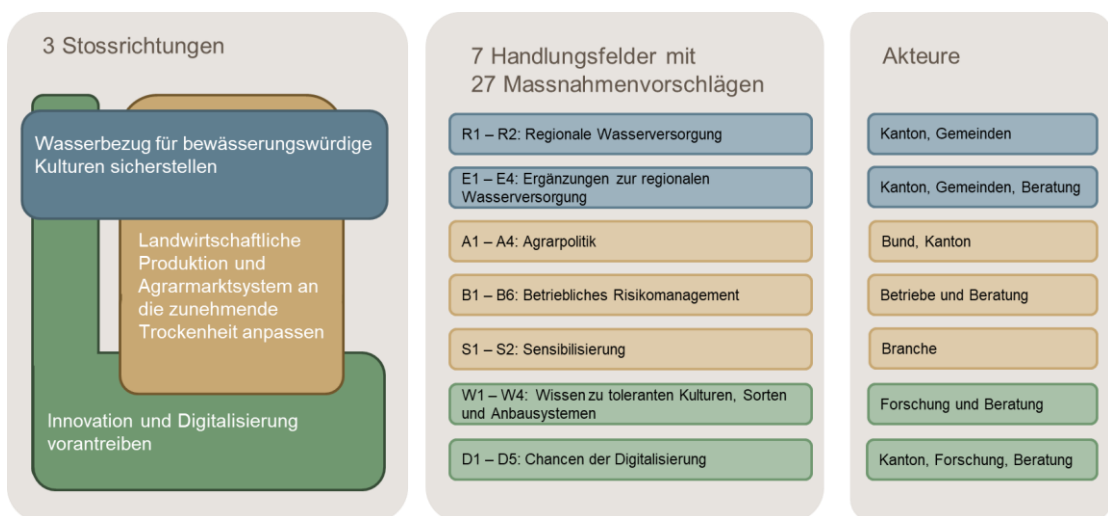 3 Stossrichtungen
Wasserbezug für bewässerungswürdige
Kulturen sicherstellen
Landwirtschaftliche
Produktion und
Agrarmarktsystem an
die zunehmende
Trockenheit anpassen
Innovation und Digitalisierung
vorantreiben
7 Handlungsfelder mit
27 Massnahmenvorschlägen
R1 – R2: Regionale Wasserversorgung
E1 – E4: Ergänzungen zur regionalen
Wasserversorgung
A1 – A4: Agrarpolitik
B1 – B6: Betriebliches Risikomanagement
S1 – S2: Sensibilisierung
W1 – W4: Wissen zu toleranten Kulturen, Sorten
und Anbausystemen
D1 – D5: Chancen der Digitalisierung
Akteure
Kanton, Gemeinden
Kanton, Gemeinden, Beratung
Bund, Kanton
Betriebe und Beratung
Branche
Forschung und Beratung
Kanton, Forschung, Beratung